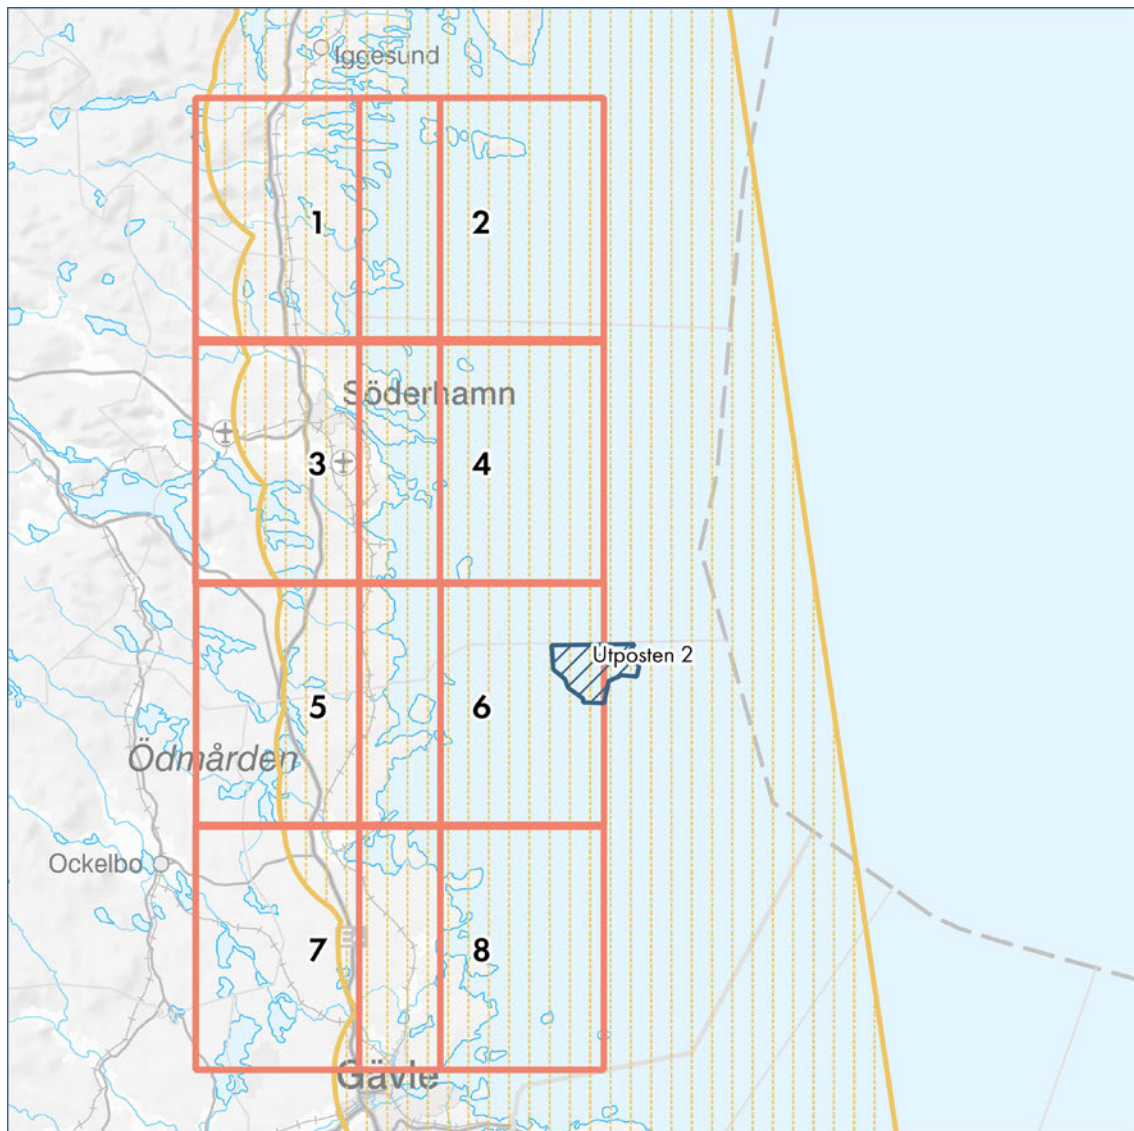 Iggesund
1
2
Söderhamn
3
4
Utposten 2
5
6
Ödmården
Ockelbo
7
8
Gävle